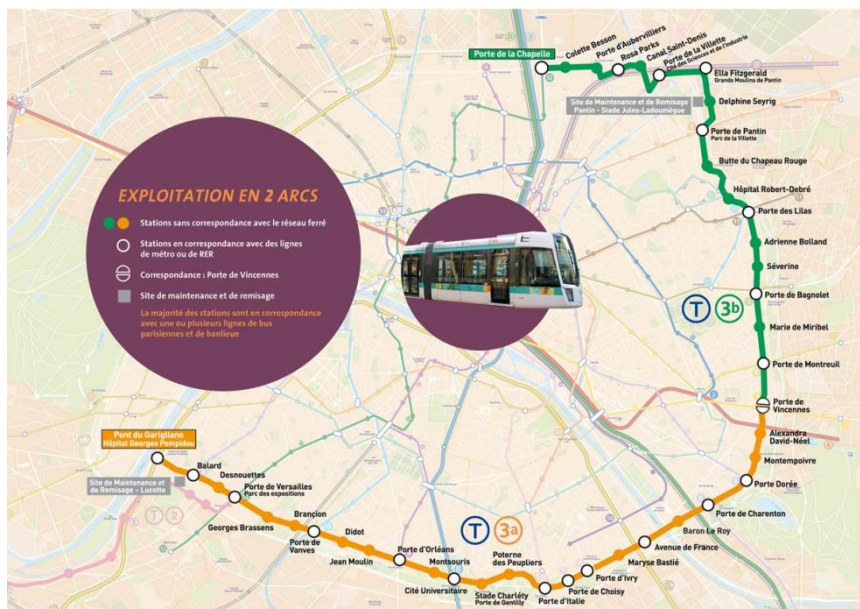 Porte de la Chapelle
Colette Besson
Porte d'Aubervilliers
Rosa Parks
Canal Saint-Denis
Porte de la Villette
Cité des Sciences et de l'Industrie
Ella Fitzgerald
Grands Moulins de Pantin
Site de Maintenance et de Remisage
Pantin - Stade Jules-Ladoumègue
Delphine Seyrig
Porte de Pantin
Parc de la Villette
Butte du Chapeau Rouge
Hôpital Robert-Debré
Porte des Lilas
EXPLOITATION EN 2 ARCS
Stations sans correspondance avec le réseau ferré
Stations en correspondance avec des lignes
de métro ou de RER
Correspondance : Porte de Vincennes
Site de maintenance et de remisage
La majorité des stations sont en correspondance
avec une ou plusieurs lignes de bus
parisiennes et de banlieue
Adrienne Bolland
Séverine
Porte de Bagnolet
T 3b
Marie de Miribel
Porte de Montreuil
Porte de
Vincennes
Alexandra
David-Néel
Montempoivre
Porte Dorée
Porte de Charenton
Baron Le Roy
Avenue de France
Maryse Bastié
Porte d'Ivry
Porte de Choisy
Porte d'Italie
T 3a
Poterne
des Peupliers
Stade Charléty
Porte de Gentilly
Cité Universitaire
Montsouris
Porte d'Orléans
Jean Moulin
Didot
Porte de
Vanves
Brancion
Georges Brassens
Porte de Versailles
Parc des expositions
Desnouettes
Balard
Pont du Garigliano
Hôpital Georges Pompidou
Site de Maintenance et
de Remisage – Lucotte
T 2